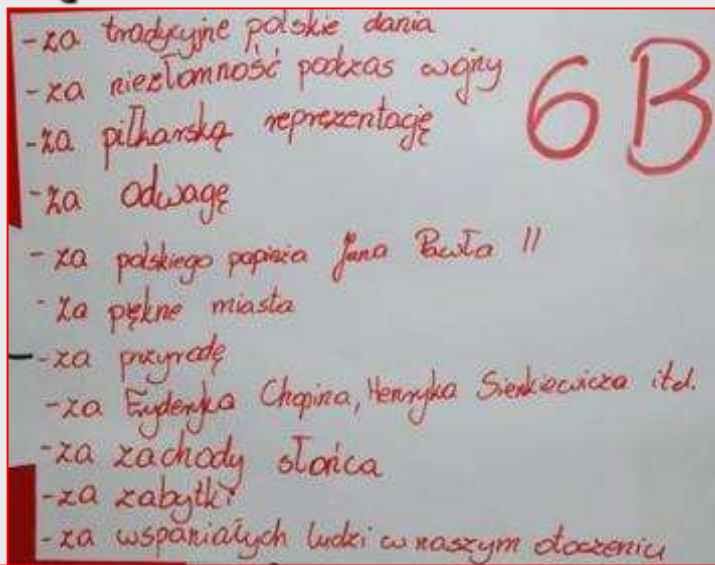 -za tradycyjne polskie dania
-za niezłomność podczas wojny
6B
-za piłkarską reprezentację
-za odwagę
-za polskiego papieża Jana Pawła II
-za piękne miasta
-za przyrodę
-za Fryderyka Chopina, Henryka Sienkiewicza itd.
-za zachody słońca
-za zabytki
-za wspaniałych ludzi w naszym otoczeniu